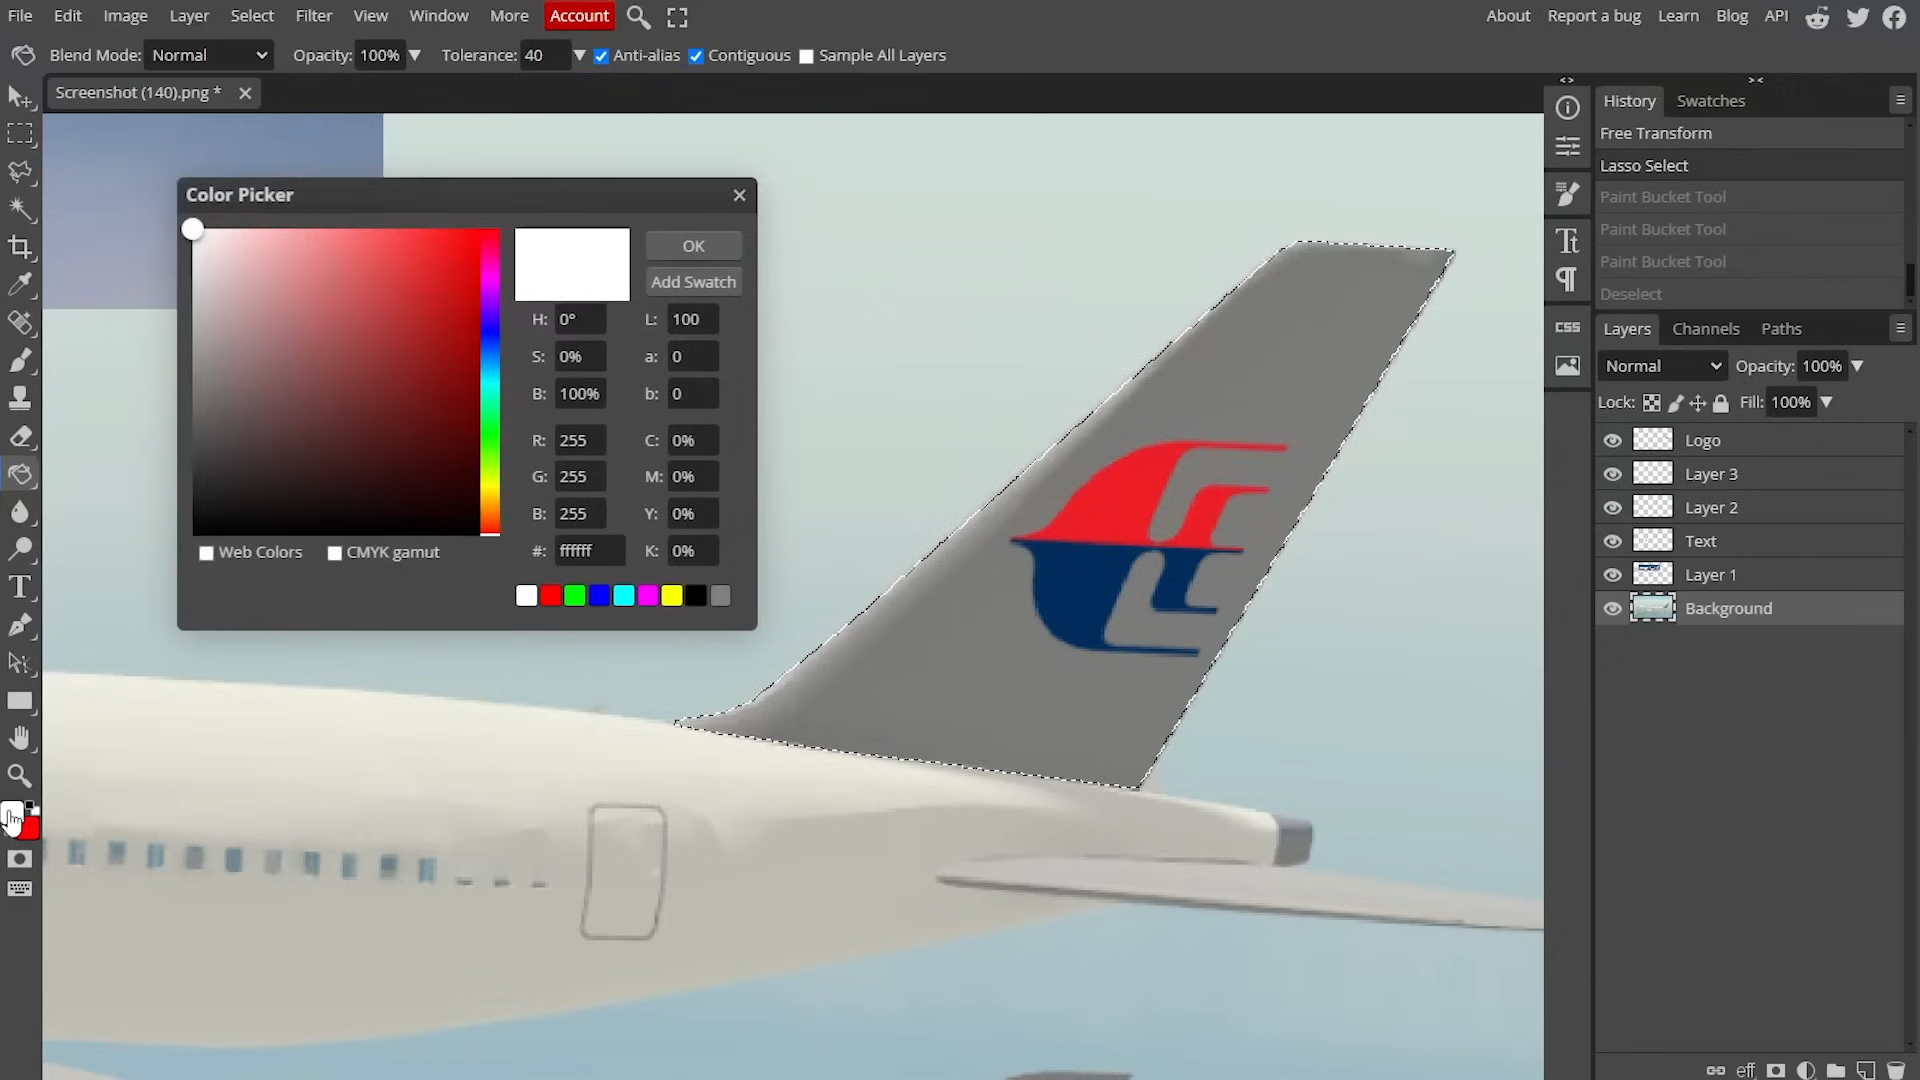 File Edit Image Layer Select Filter View Window More Account About Report a bug Learn Blog API
Blend Mode: Normal Opacity: 100% Tolerance: 40 Anti-alias Contiguous Sample All Layers
Screenshot (140).png *
History Swatches
Free Transform
Lasso Select
Paint Bucket Tool
Paint Bucket Tool
Paint Bucket Tool
Deselect
Color Picker
OK
Add Swatch
H: 0° L: 100
S: 0% a: 0
B: 100% b: 0
R: 255 C: 0%
G: 255 M: 0%
B: 255 Y: 0%
#: ffffff K: 0%
Web Colors CMYK gamut
CSS
Layers Channels Paths
Normal Opacity: 100%
Lock: Fill: 100%
Logo
Layer 3
Layer 2
Text
Layer 1
Background
eff